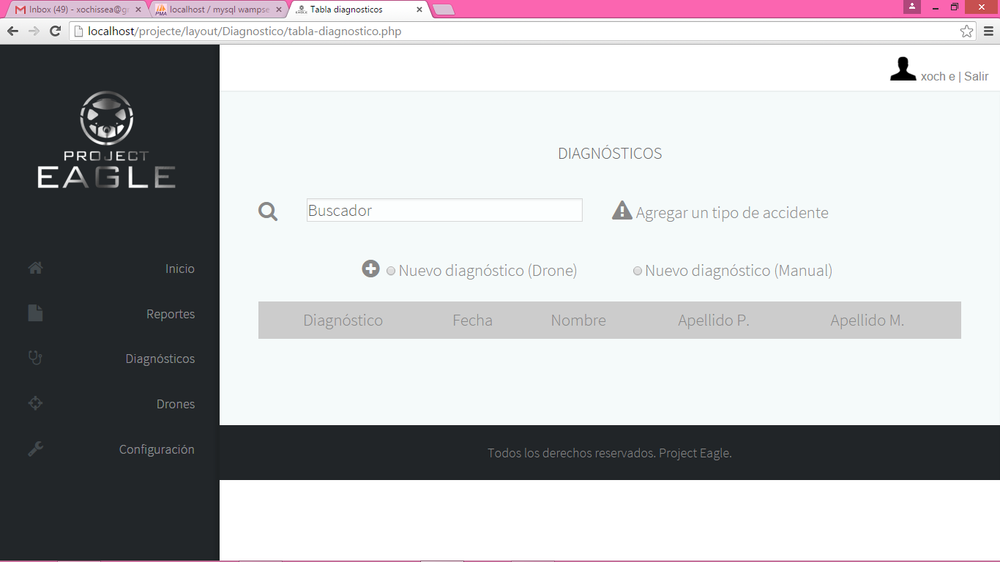 Inbox (49) - xochissea@gr
localhost / mysql wampse
Tabla diagnosticos
localhost/projecte/layout/Diagnostico/tabla-diagnostico.php
xoch e | Salir
PROJECT
EAGLE
DIAGNÓSTICOS
Buscador
Agregar un tipo de accidente
Nuevo diagnóstico (Drone) Nuevo diagnóstico (Manual)
Diagnóstico Fecha Nombre Apellido P. Apellido M.
Inicio
Reportes
Diagnósticos
Drones
Configuración
Todos los derechos reservados. Project Eagle.